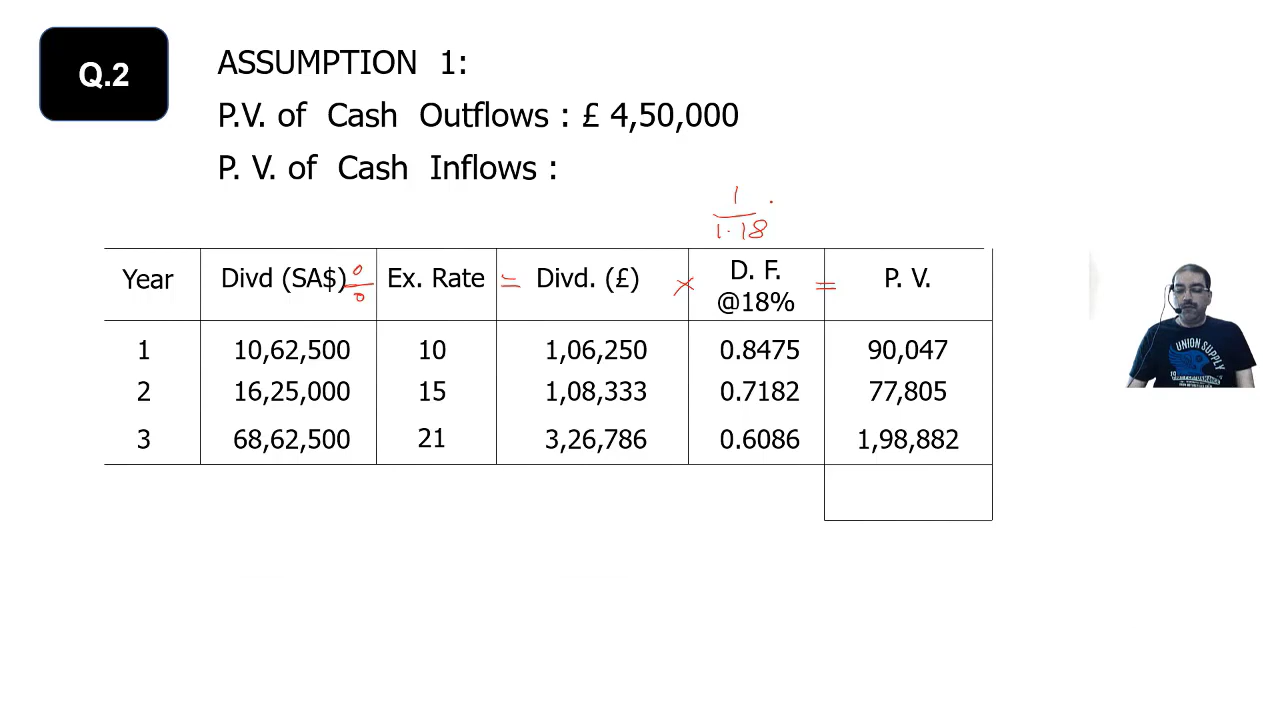 Q.2
ASSUMPTION 1:
P.V. of Cash Outflows : £ 4,50,000
P. V. of Cash Inflows :
1
1.18
Year Divd (SA$) ÷ Ex. Rate = Divd. (£) × D. F. @18% = P. V.
1 10,62,500 10 1,06,250 0.8475 90,047
2 16,25,000 15 1,08,333 0.7182 77,805
3 68,62,500 21 3,26,786 0.6086 1,98,882
UNION SUPPLY